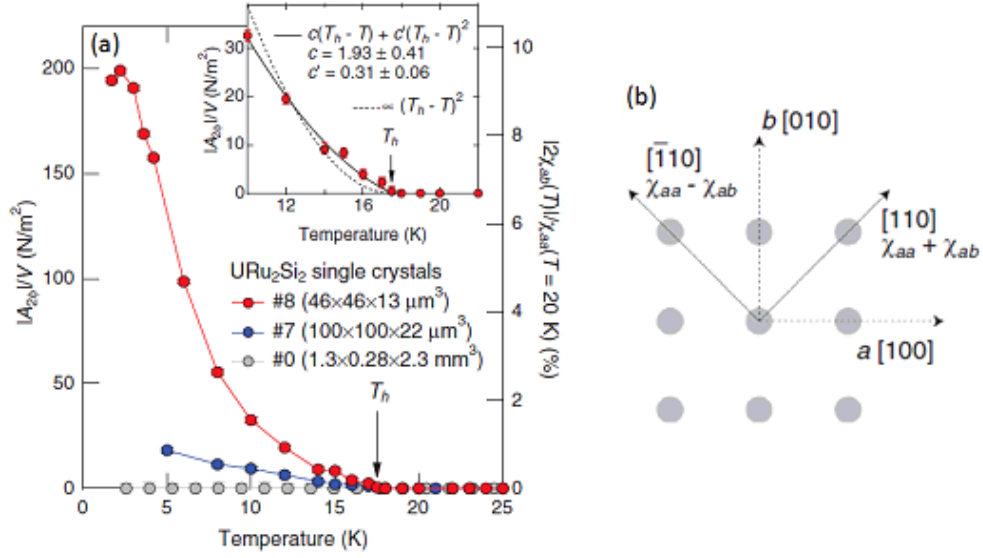 (a)
|A₂ᵩ|/V (N/m²)
200
150
100
50
0
0
5
10
15
20
25
Temperature (K)
10
8
6
4
2
0
|2χab(T)|/χaa(T = 20 K) (%)
|A₂ᵩ|/V (N/m²)
30
20
10
0
12
16
20
Temperature (K)
c(Th - T) + c'(Th - T)²
c = 1.93 ± 0.41
c' = 0.31 ± 0.06
∝ (Th - T)²
Th
URu₂Si₂ single crystals
#8 (46×46×13 μm³)
#7 (100×100×22 μm³)
#0 (1.3×0.28×2.3 mm³)
Th
(b)
b [010]
[1̄10]
χaa - χab
[110]
χaa + χab
a [100]